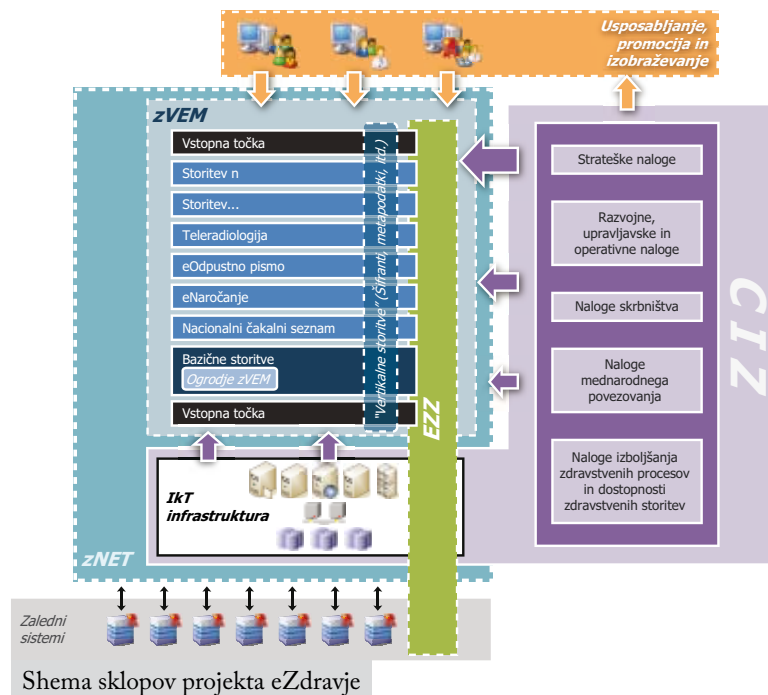 Usposabljanje,
promocija in
izobraževanje
zVEM
Vstopna točka
Storitev n
Storitev...
Teleradiologija
eOdpustno pismo
eNaročanje
Nacionalni čakalni seznam
Bazične storitve
Ogrodje zVEM
Vstopna točka
"Vertikalne storitve" (Šifranti, metapodatki, itd.)
EZZ
Strateške naloge
Razvojne,
upravljavske in
operativne naloge
Naloge skrbništva
Naloge
mednarodnega
povezovanja
Naloge izboljšanja
zdravstvenih procesov
in dostopnosti
zdravstvenih storitev
CIZ
IkT
infrastruktura
zNET
Zaledni
sistemi
Shema sklopov projekta eZdravje